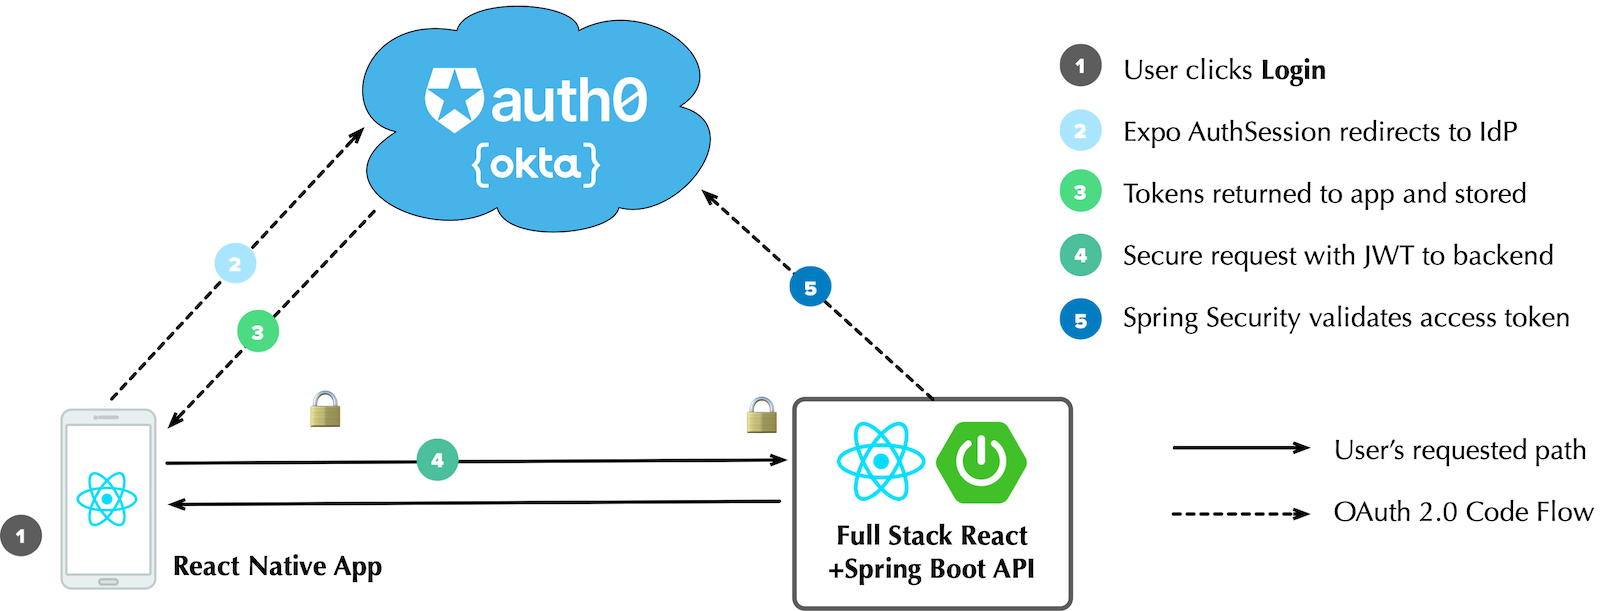 auth0
{okta}
1 User clicks Login
2 Expo AuthSession redirects to IdP
3 Tokens returned to app and stored
4 Secure request with JWT to backend
5 Spring Security validates access token
2
3
5
4
1
React Native App
Full Stack React
+Spring Boot API
User’s requested path
OAuth 2.0 Code Flow